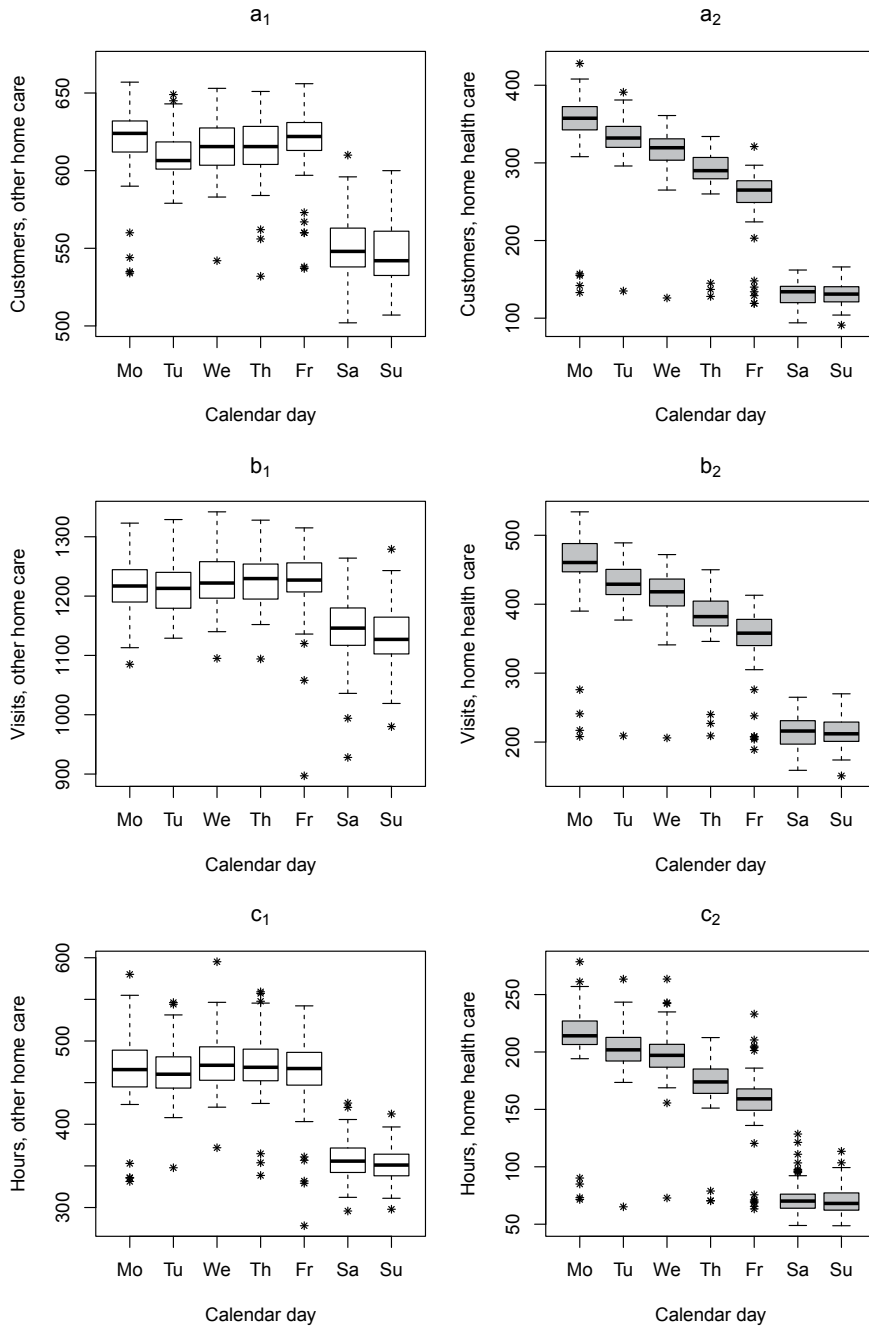 a1
Customers, other home care
650
600
550
500
Mo Tu We Th Fr Sa Su
Calendar day
a2
Customers, home health care
400
300
200
100
Mo Tu We Th Fr Sa Su
Calendar day
b1
Visits, other home care
1300
1200
1100
1000
900
Mo Tu We Th Fr Sa Su
Calendar day
b2
Visits, home health care
500
400
300
200
Mo Tu We Th Fr Sa Su
Calender day
c1
Hours, other home care
600
500
400
300
Mo Tu We Th Fr Sa Su
Calendar day
c2
Hours, home health care
250
200
150
100
50
Mo Tu We Th Fr Sa Su
Calendar day